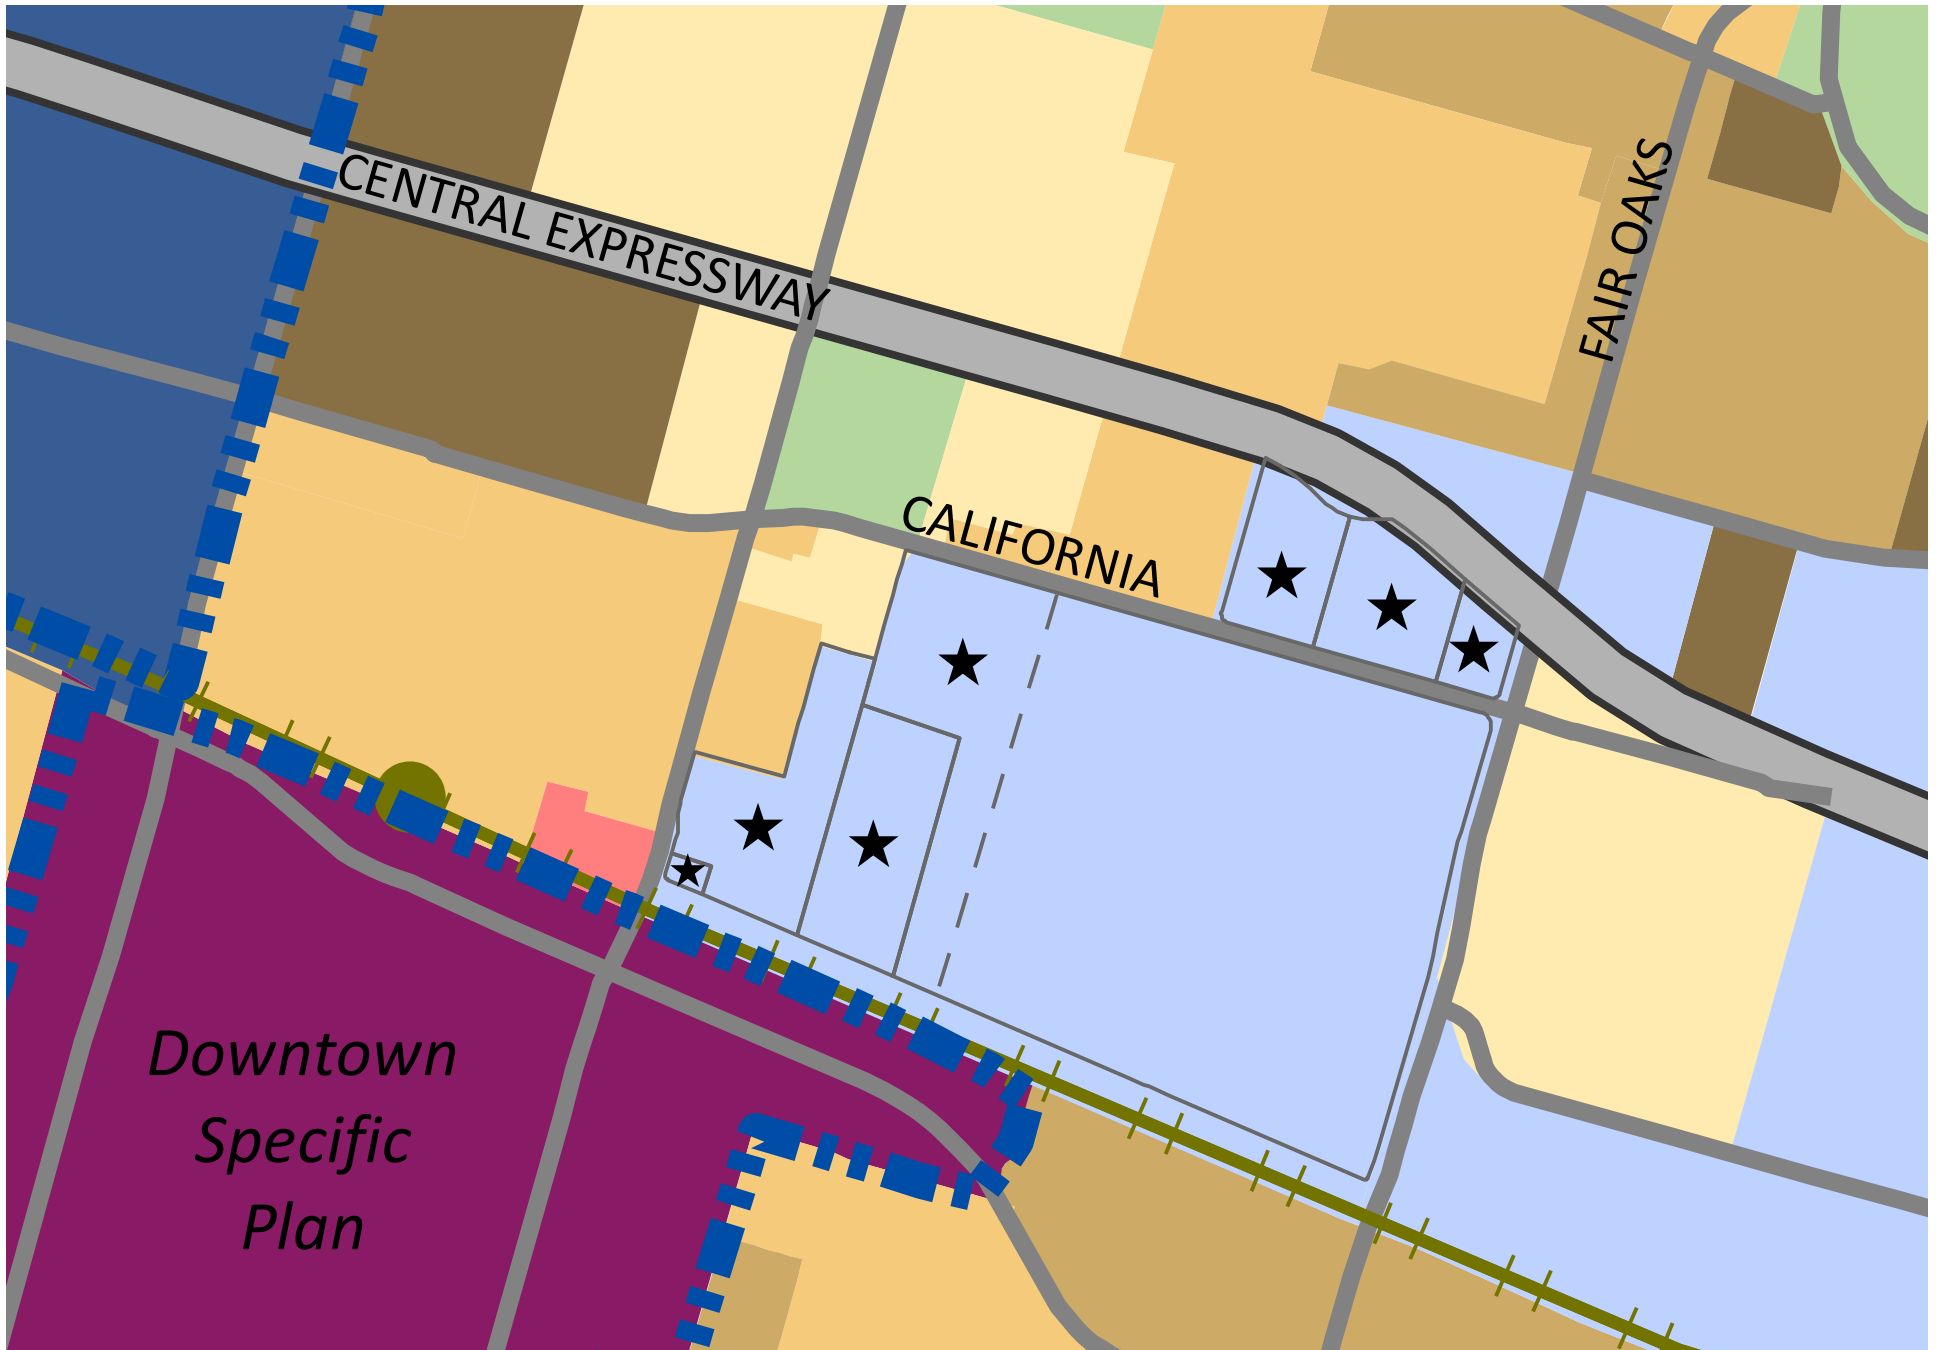 CENTRAL EXPRESSWAY
FAIR OAKS
CALIFORNIA
Downtown
Specific
Plan